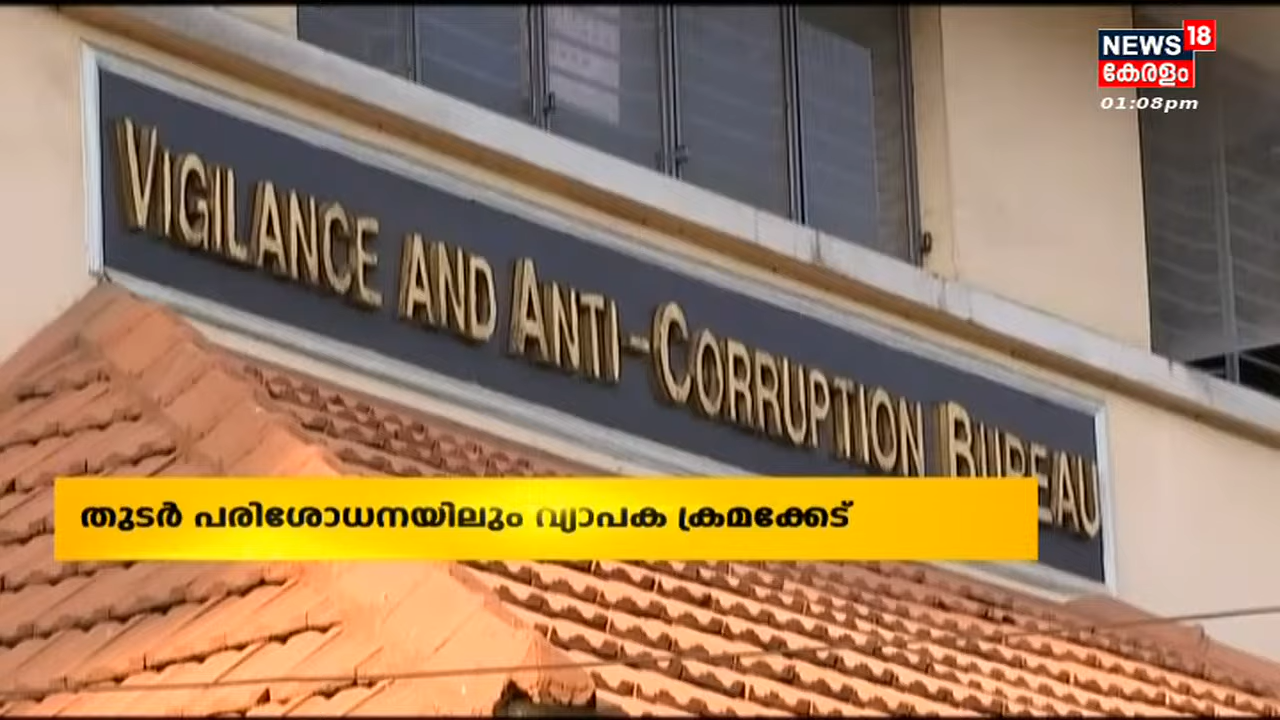 NEWS 18
കേരളം
01:08pm
VIGILANCE AND ANTI-CORRUPTION BUREAU
തുടർ പരിശോധനയിലും വ്യാപക ക്രമക്കേട്